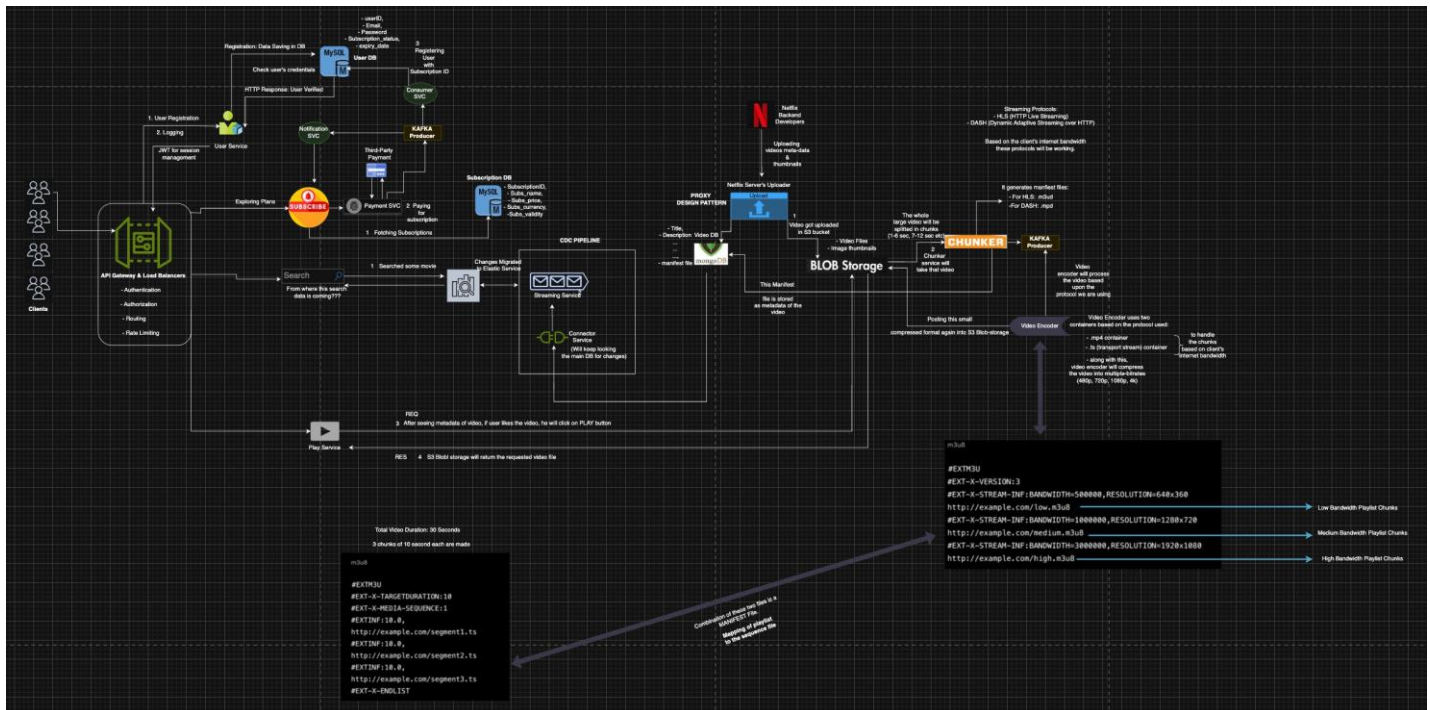 - userID,
- Email,
- Password
- Subscription_status,
- expiry_date
Registration: Data Saving in DB
MySQL
User DB
Check user's credentials
HTTP Response: User Verified
3
Registering
User
with
Subscription ID
Consumer
SVC
1. User Registration
2. Logging
User Service
JWT for session
management
Notification
SVC
KAFKA
Producer
Third-Party
Payment
SUBSCRIBE
Payment SVC
2 Paying
for
subscription
Exploring Plans
1 Fetching Subscriptions
Subscription DB
MySQL
- SubscriptionID,
- Subs_name,
- Subs_price,
- Subs_currency,
-Subs_validity
Clients
API Gateway & Load Balancers
- Authentication
- Authorization
- Routing
- Rate Limiting
Search
From where this search
data is coming???
1 Searched some movie
Changes Migrated
to Elastic Service
CDC PIPELINE
Streaming Service
Connector
Service
(Will keep looking
the main DB for changes)
Netflix
Backend
Developers
Uploading
videos meta-data
&
thumbnails
Netflix Server's Uploader
PROXY
DESIGN PATTERN
Upload
1
Video got uploaded
in S3 bucket
- Title,
- Description
- manifest file
Video DB
mongoDB
- Video Files
- Image thumbnails
BLOB Storage
The whole
large video will be
splitted in chunks
(1-6 sec, 7-12 sec etc)
2
Chunker
service will
take that video
CHUNKER
KAFKA
Producer
Streaming Protocols:
- HLS (HTTP Live Streaming)
- DASH (Dynamic Adaptive Streaming over HTTP)
Based on the client's internet bandwidth
these protocols will be working.
It generates manifest files:
- For HLS: m3u8
-For DASH: .mpd
This Manifest
file is stored
as metadata of the
video
Video
encoder will process
the video based
upon the
protocol we are using
Posting this small
compressed format again into S3 Blob-storage
Video Encoder
Video Encoder uses two
containers based on the protocol used:
- .mp4 container
- .ts (transport stream) container
- along with this,
video encoder will compress
the video into multiple-bitrates
(480p, 720p, 1080p, 4k)
to handle
the chunks
based on client's
internet bandwidth
REQ
3 After seeing metadata of video, if user likes the video, he will click on PLAY button
Play Service
RES 4 S3 Blobl storage will return the requested video file
m3u8
#EXTM3U
#EXT-X-VERSION:3
#EXT-X-STREAM-INF:BANDWIDTH=500000,RESOLUTION=640x360
http://example.com/low.m3u8
#EXT-X-STREAM-INF:BANDWIDTH=1000000,RESOLUTION=1280x720
http://example.com/medium.m3u8
#EXT-X-STREAM-INF:BANDWIDTH=3000000,RESOLUTION=1920x1080
http://example.com/high.m3u8
Low Bandwidth Playlist Chunks
Medium Bandwidth Playlist Chunks
High Bandwidth Playlist Chunks
Total Video Duration: 30 Seconds
3 chunks of 10 second each are made
m3u8
#EXTM3U
#EXT-X-TARGETDURATION:10
#EXT-X-MEDIA-SEQUENCE:1
#EXTINF:10.0,
http://example.com/segment1.ts
#EXTINF:10.0,
http://example.com/segment2.ts
#EXTINF:10.0,
http://example.com/segment3.ts
#EXT-X-ENDLIST
Combination of these two files is a
MANIFEST File.
Mapping of playlist
to the sequence file